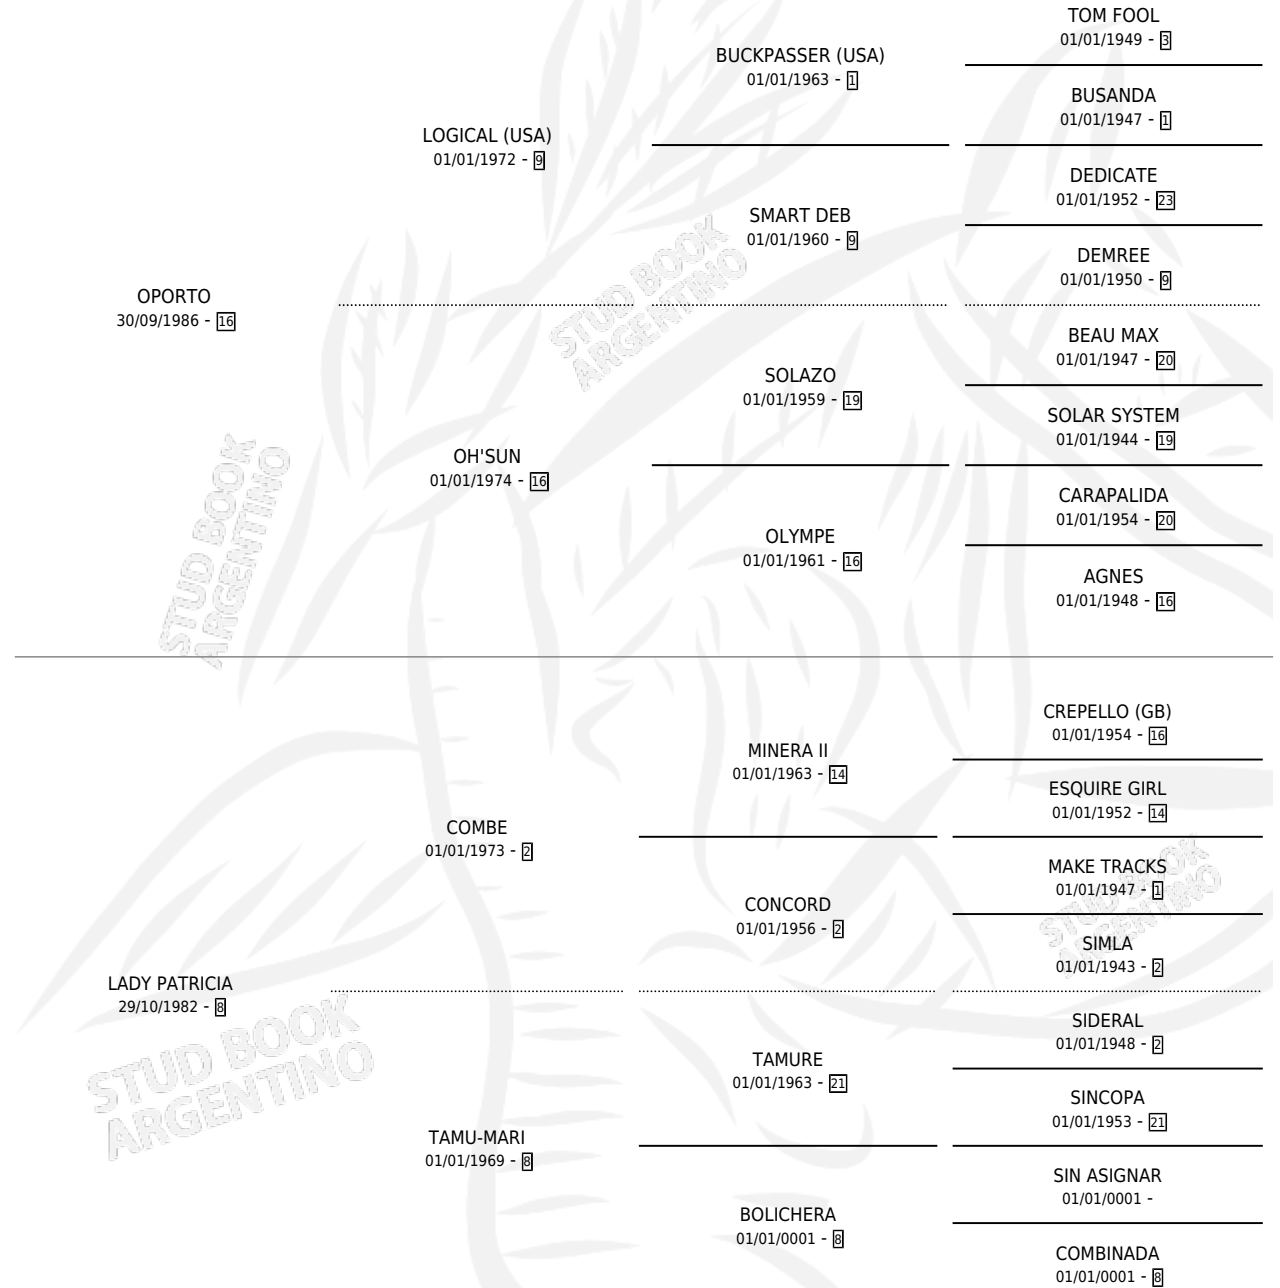 TOM FOOL
01/01/1949 - 3
BUCKPASSER (USA)
01/01/1963 - 1
BUSANDA
01/01/1947 - 1
LOGICAL (USA)
01/01/1972 - 9
DEDICATE
01/01/1952 - 23
SMART DEB
01/01/1960 - 9
DEMREE
01/01/1950 - 9
OPORTO
30/09/1986 - 16
STUD BOOK
ARGENTINO
BEAU MAX
01/01/1947 - 20
SOLAZO
01/01/1959 - 19
SOLAR SYSTEM
01/01/1944 - 19
OH'SUN
01/01/1974 - 16
CARAPALIDA
01/01/1954 - 20
OLYMPE
01/01/1961 - 16
AGNES
01/01/1948 - 16
STUD BOOK
ARGENTINO
CREPELLO (GB)
01/01/1954 - 16
MINERA II
01/01/1963 - 14
ESQUIRE GIRL
01/01/1952 - 14
COMBE
01/01/1973 - 2
MAKE TRACKS
01/01/1947 - 1
CONCORD
01/01/1956 - 2
SIMLA
01/01/1943 - 2
STUD BOOK
ARGENTINO
LADY PATRICIA
29/10/1982 - 8
SIDERAL
01/01/1948 - 2
TAMURE
01/01/1963 - 21
SINCOPA
01/01/1953 - 21
STUD BOOK
ARGENTINO
TAMU-MARI
01/01/1969 - 8
SIN ASIGNAR
01/01/0001 -
BOLICHERA
01/01/0001 - 8
COMBINADA
01/01/0001 - 8